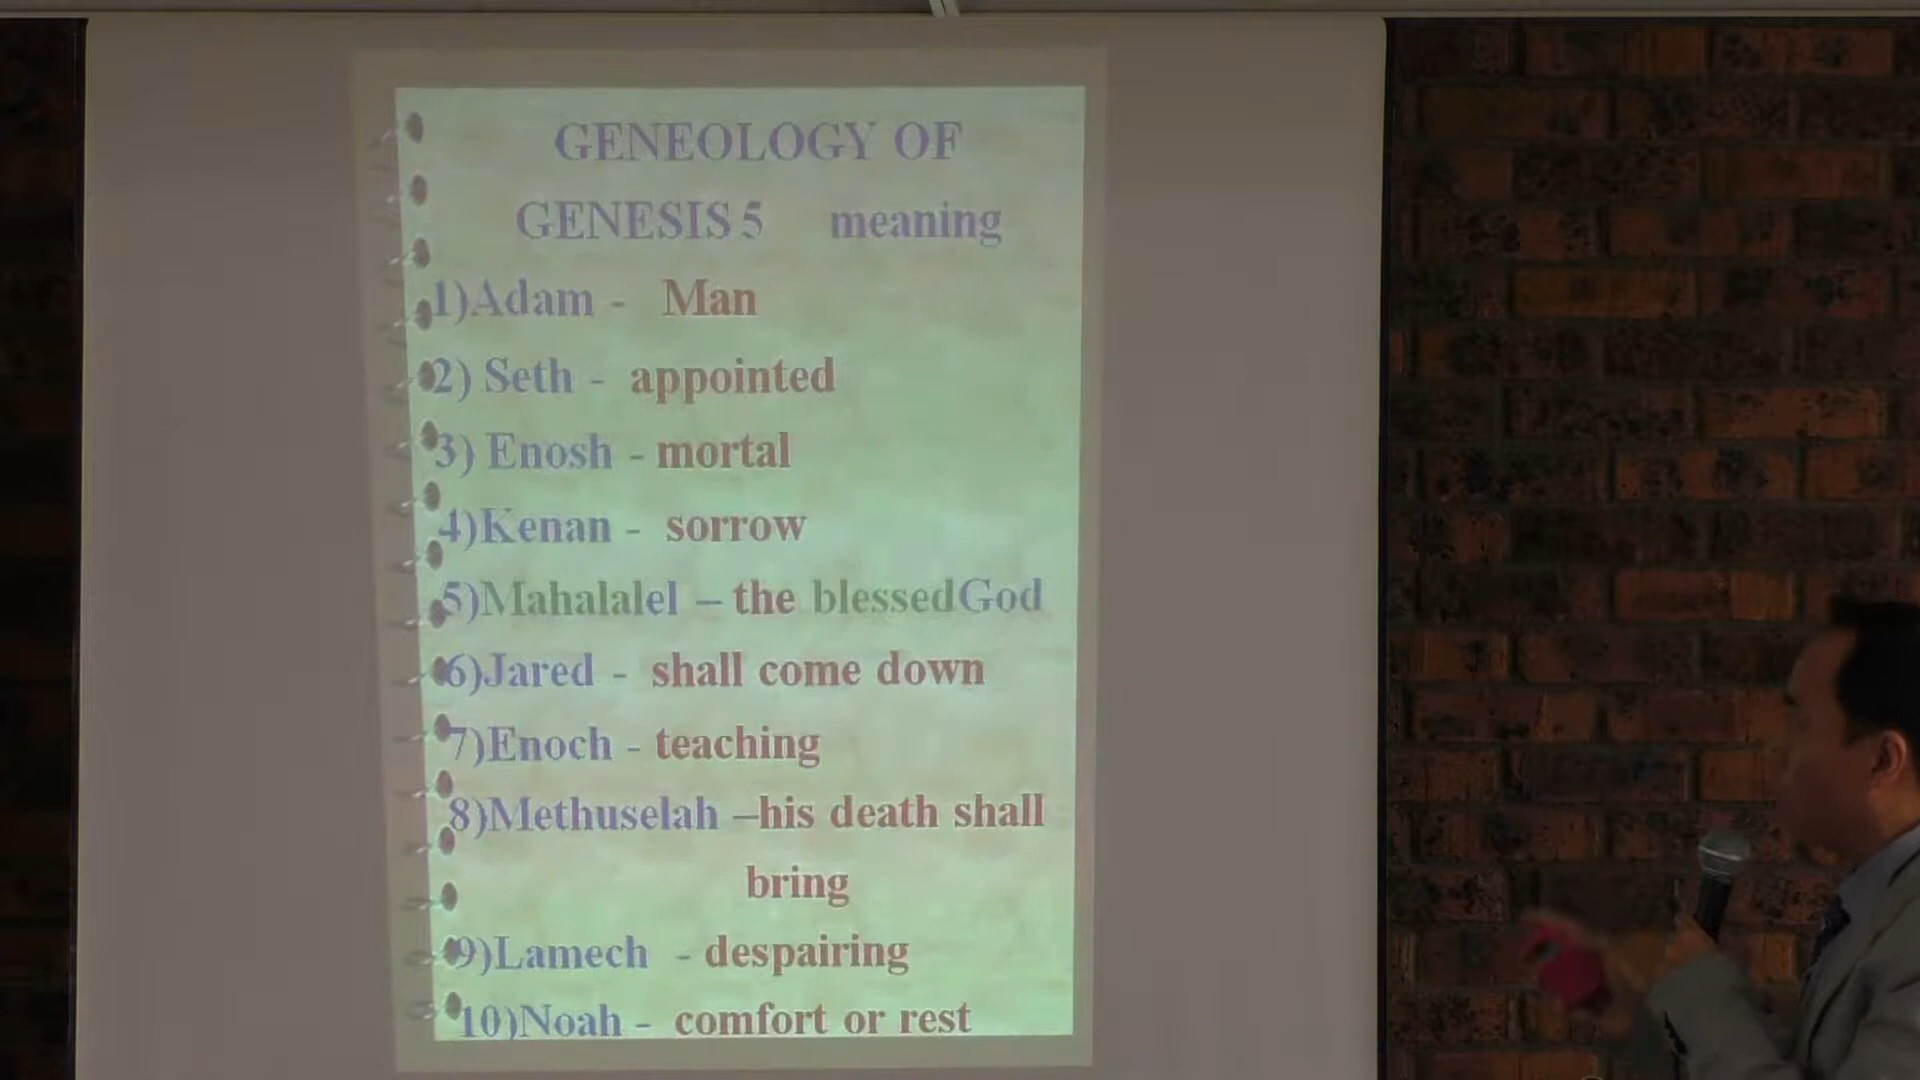 GENEOLOGY OF
GENESIS 5 meaning
1)Adam - Man
2) Seth - appointed
3) Enosh - mortal
4)Kenan - sorrow
5)Mahalalel – the blessedGod
6)Jared - shall come down
7)Enoch - teaching
8)Methuselah –his death shall
bring
9)Lamech - despairing
10)Noah - comfort or rest